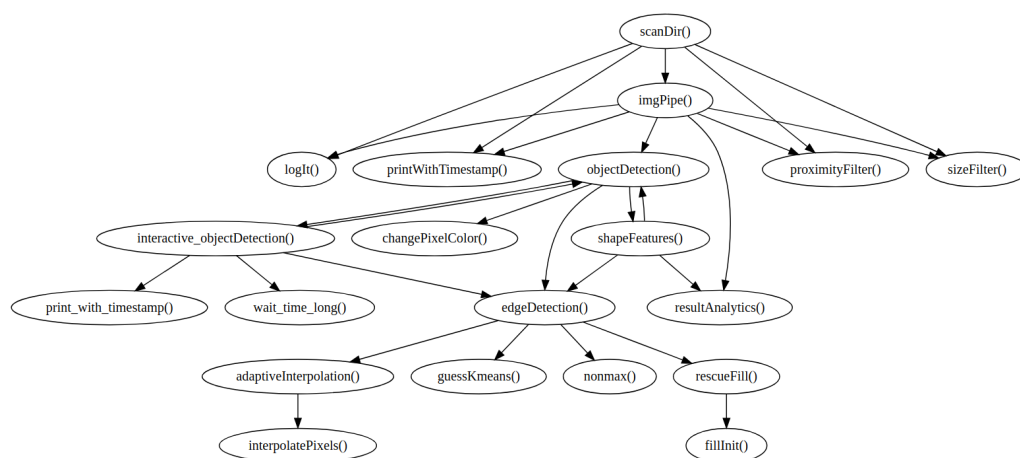 scanDir()
imgPipe()
logIt()
printWithTimestamp()
objectDetection()
proximityFilter()
sizeFilter()
interactive_objectDetection()
changePixelColor()
shapeFeatures()
print_with_timestamp()
wait_time_long()
edgeDetection()
resultAnalytics()
adaptiveInterpolation()
guessKmeans()
nonmax()
rescueFill()
interpolatePixels()
fillInit()